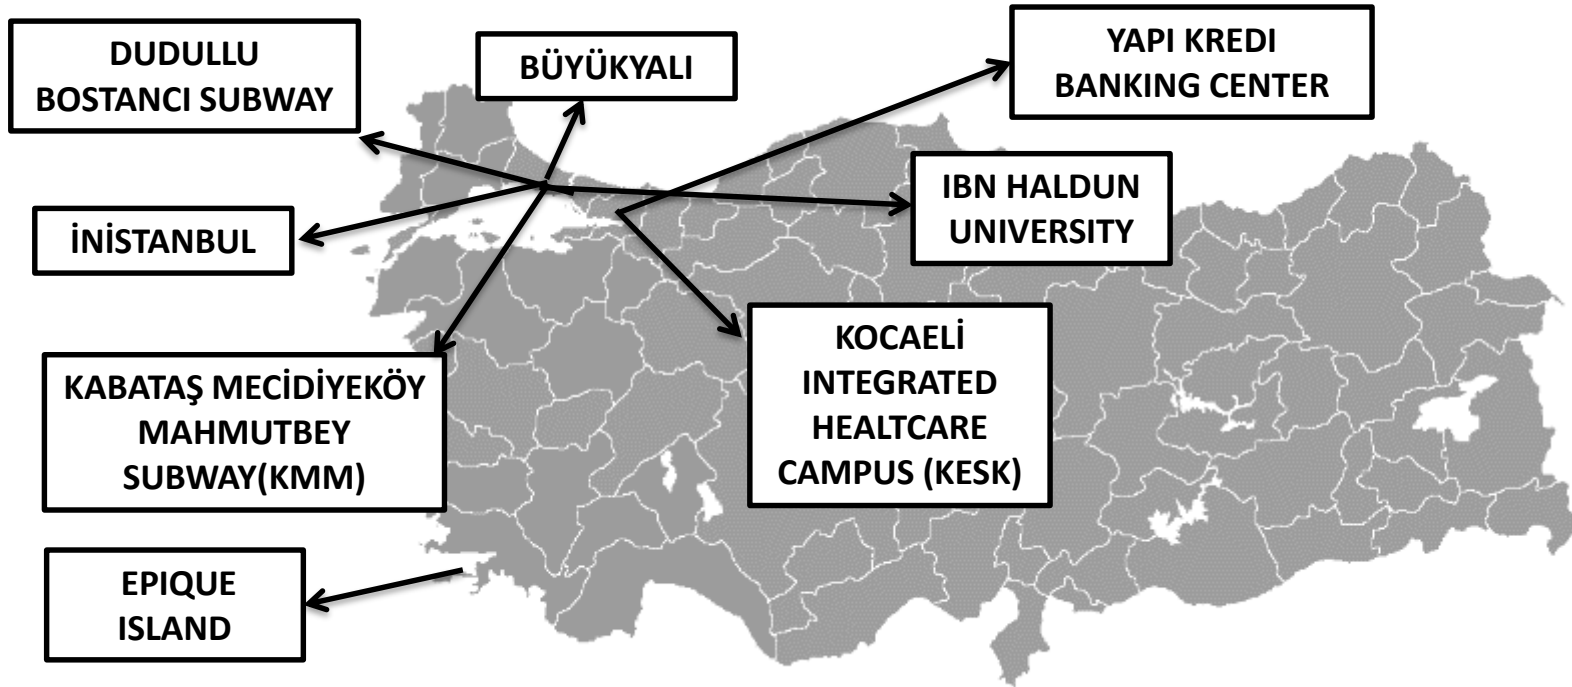 DUDULLU
BOSTANCI SUBWAY
BÜYÜKYALI
YAPI KREDI
BANKING CENTER
İNİSTANBUL
IBN HALDUN
UNIVERSITY
KABATAŞ MECİDİYEKÖY
MAHMUTBEY
SUBWAY(KMM)
KOCAELİ
INTEGRATED
HEALTCARE
CAMPUS (KESK)
EPIQUE
ISLAND